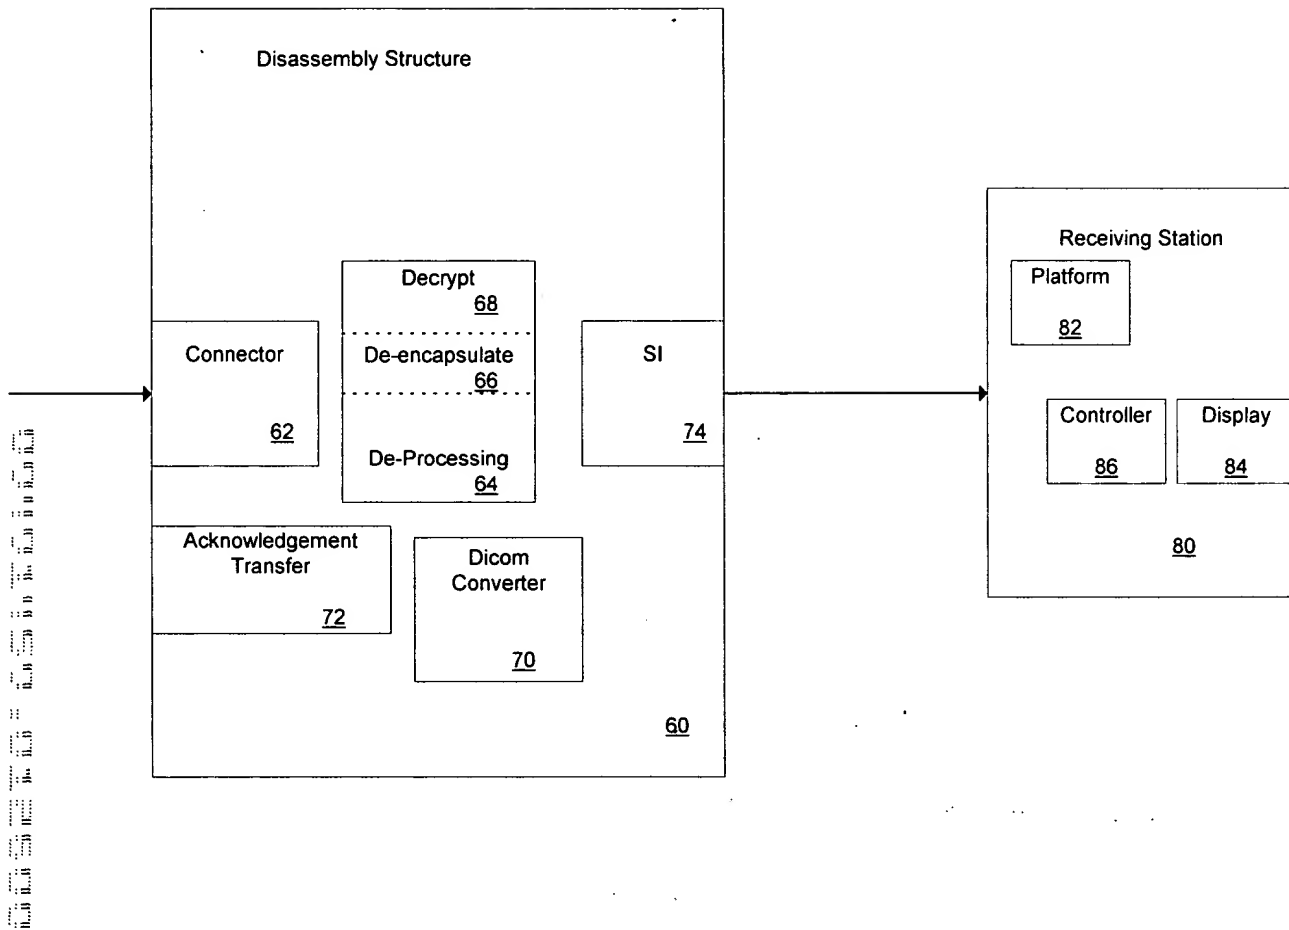 Disassembly Structure
Receiving Station
Platform
82
Decrypt
68
Connector
62
De-encapsulate
66
SI
74
De-Processing
64
Controller
86
Display
84
80
Acknowledgement
Transfer
72
Dicom
Converter
70
60